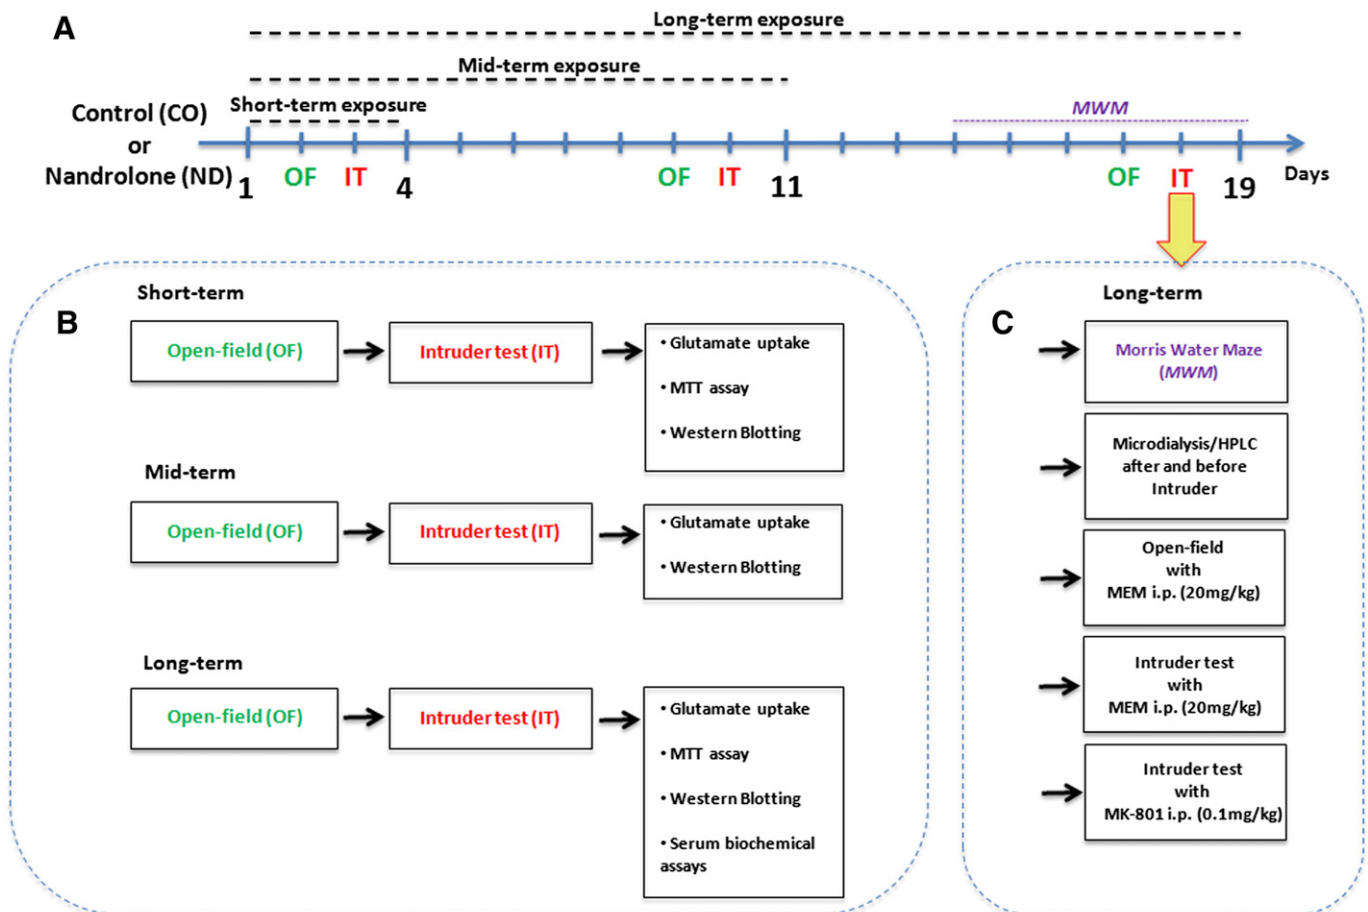 A
Long-term exposure
Mid-term exposure
Short-term exposure
Control (CO)
or
Nandrolone (ND)
MWM
1
OF
IT
4
OF
IT
11
OF
IT
19
Days
B
Short-term
Open-field (OF)
Intruder test (IT)
• Glutamate uptake
• MTT assay
• Western Blotting
Mid-term
Open-field (OF)
Intruder test (IT)
• Glutamate uptake
• Western Blotting
Long-term
Open-field (OF)
Intruder test (IT)
• Glutamate uptake
• MTT assay
• Western Blotting
• Serum biochemical
assays
C
Long-term
Morris Water Maze
(MWM)
Microdialysis/HPLC
after and before
Intruder
Open-field
with
MEM i.p. (20mg/kg)
Intruder test
with
MEM i.p. (20mg/kg)
Intruder test
with
MK-801 i.p. (0.1mg/kg)